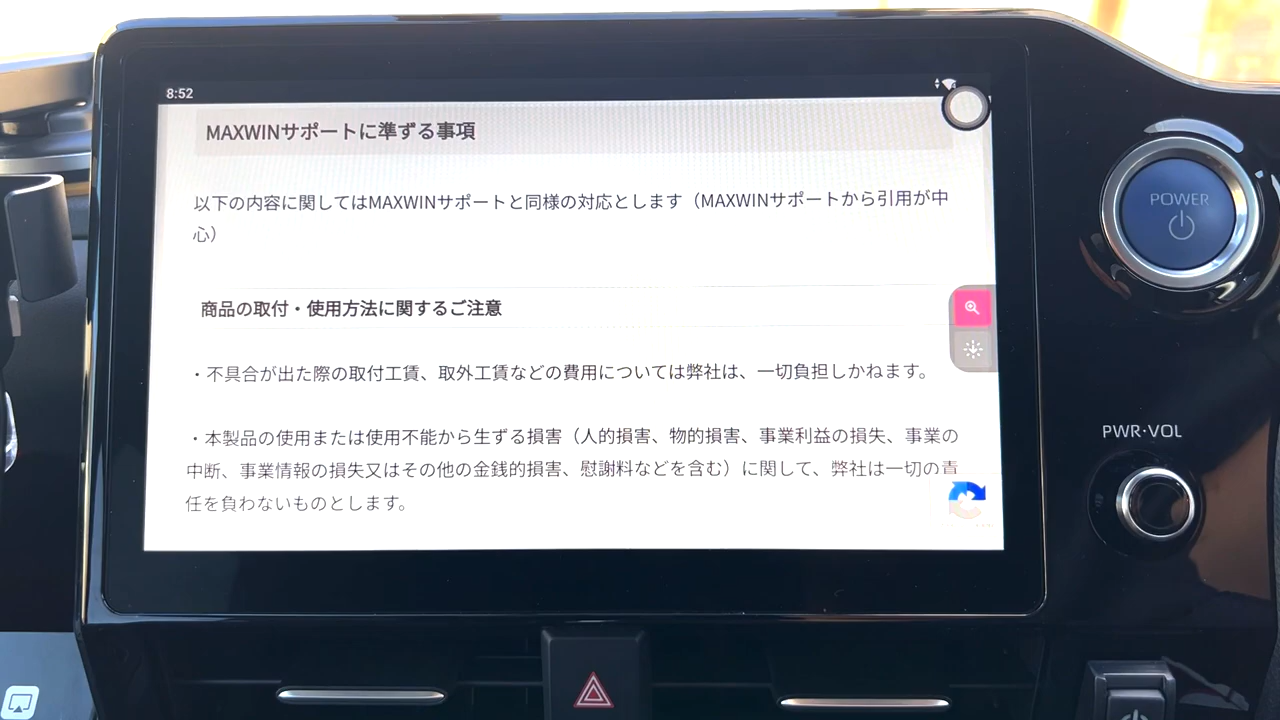 8:52
MAXWINサポートに準ずる事項
以下の内容に関してはMAXWINサポートと同様の対応とします（MAXWINサポートから引用が中
心）
商品の取付・使用方法に関するご注意
・不具合が出た際の取付工賃、取外工賃などの費用については弊社は、一切負担しかねます。
・本製品の使用または使用不能から生ずる損害（人的損害、物的損害、事業利益の損失、事業の
中断、事業情報の損失又はその他の金銭的損害、慰謝料などを含む）に関して、弊社は一切の責
任を負わないものとします。
POWER
PWR·VOL